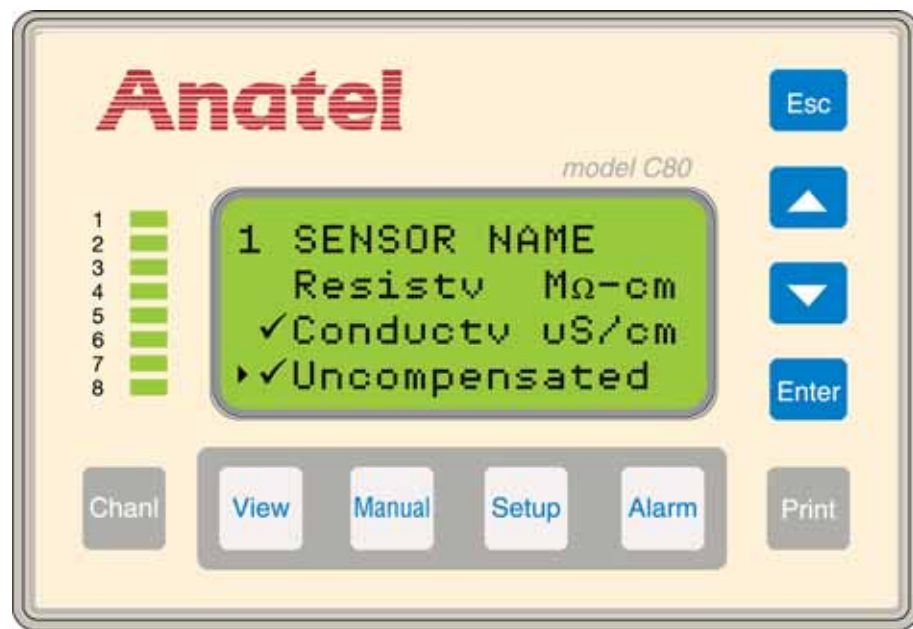 Anatel
Esc
model C80
1
2
3
4
5
6
7
8
1 SENSOR NAME
Resistv MΩ-cm
✓Conductv uS/cm
▸✓Uncompensated
Enter
Chanl
View
Manual
Setup
Alarm
Print